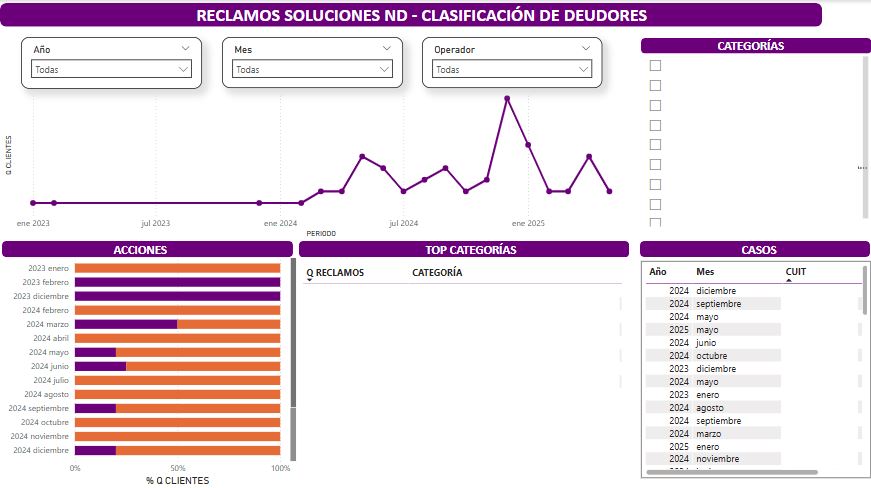 RECLAMOS SOLUCIONES ND - CLASIFICACIÓN DE DEUDORES
Año
Todas
Mes
Todas
Operador
Todas
CATEGORÍAS
Q CLIENTES
ene 2023
jul 2023
ene 2024
jul 2024
ene 2025
PERIODO
ACCIONES
2023 enero
2023 febrero
2023 diciembre
2024 febrero
2024 marzo
2024 abril
2024 mayo
2024 junio
2024 julio
2024 agosto
2024 septiembre
2024 octubre
2024 noviembre
2024 diciembre
0%
50%
100%
% Q CLIENTES
TOP CATEGORÍAS
Q RECLAMOS CATEGORÍA
CASOS
Año Mes CUIT
2024 diciembre
2024 septiembre
2024 mayo
2025 mayo
2024 junio
2024 octubre
2023 diciembre
2024 mayo
2023 enero
2024 agosto
2024 septiembre
2024 marzo
2025 enero
2024 noviembre